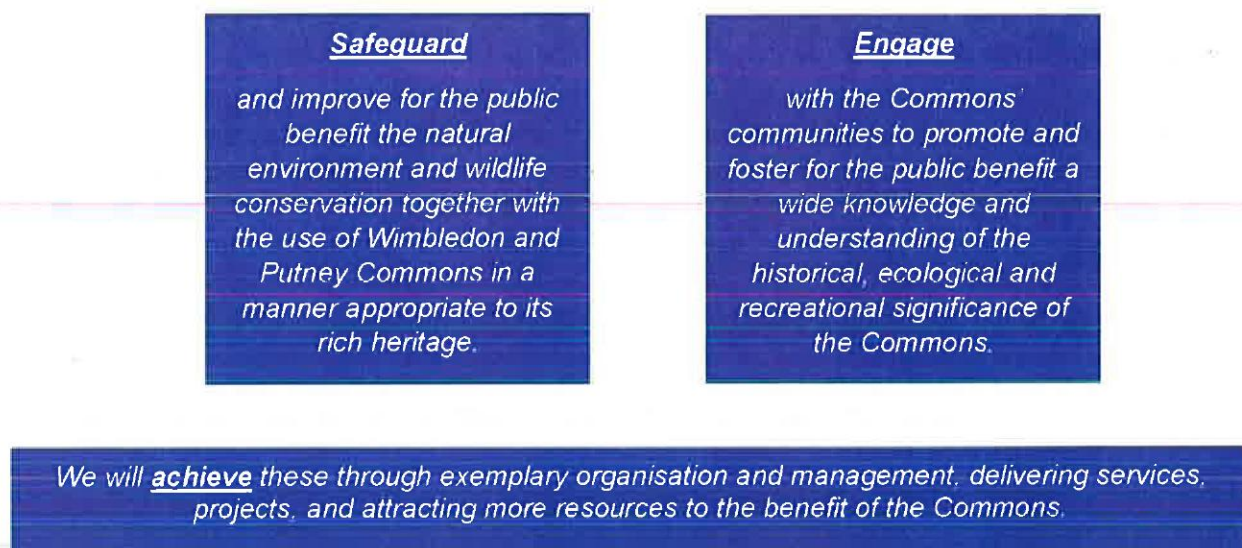 Safeguard
and improve for the public
benefit the natural
environment and wildlife
conservation together with
the use of Wimbledon and
Putney Commons in a
manner appropriate to its
rich heritage.
Engage
with the Commons'
communities to promote and
foster for the public benefit a
wide knowledge and
understanding of the
historical, ecological and
recreational significance of
the Commons.
We will achieve these through exemplary organisation and management, delivering services,
projects, and attracting more resources to the benefit of the Commons.